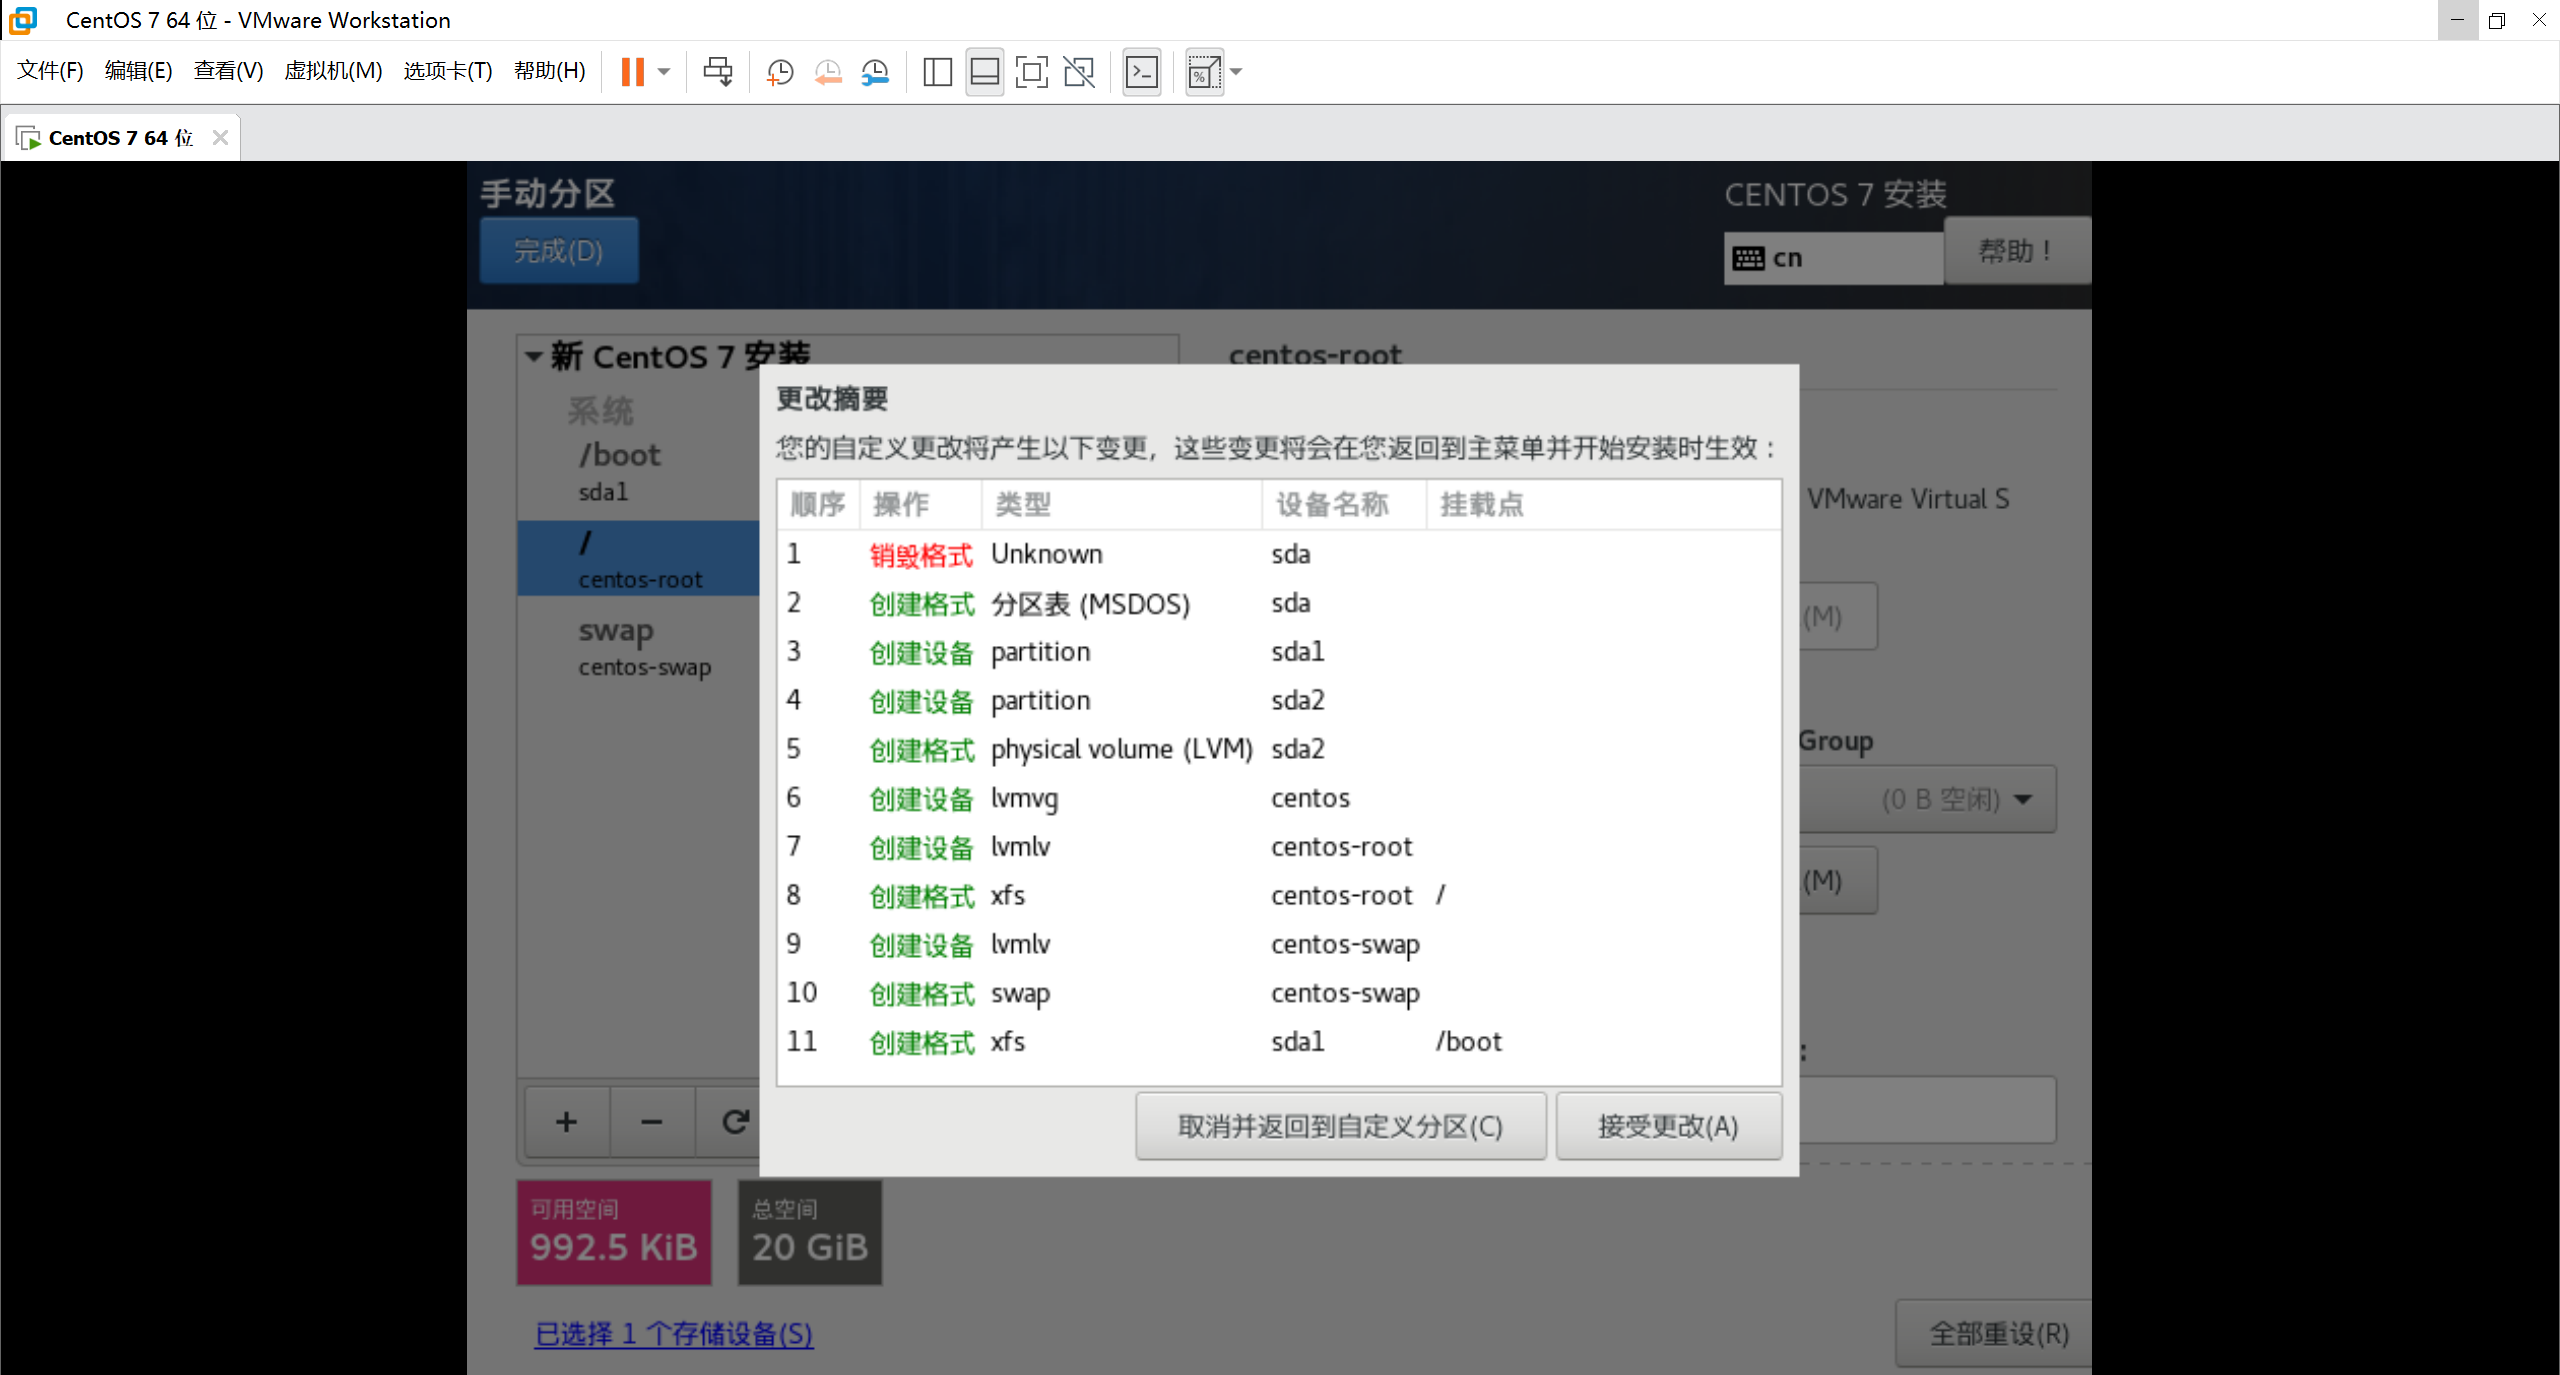 CentOS 7 64 位 - VMware Workstation
文件(F) 编辑(E) 查看(V) 虚拟机(M) 选项卡(T) 帮助(H)
CentOS 7 64 位
手动分区
CENTOS 7 安装
完成(D)
cn
帮助！
新 CentOS 7 安装
centos-root
系统
/boot
sda1
/
centos-root
swap
centos-swap
更改摘要
您的自定义更改将产生以下变更，这些变更将会在您返回到主菜单并开始安装时生效：
顺序 操作 类型 设备名称 挂载点
1 销毁格式 Unknown sda
2 创建格式 分区表 (MSDOS) sda
3 创建设备 partition sda1
4 创建设备 partition sda2
5 创建格式 physical volume (LVM) sda2
6 创建设备 lvmvg centos
7 创建设备 lvmlv centos-root
8 创建格式 xfs centos-root /
9 创建设备 lvmlv centos-swap
10 创建格式 swap centos-swap
11 创建格式 xfs sda1 /boot
取消并返回到自定义分区(C) 接受更改(A)
VMware Virtual S
(M)
Group
(0 B 空闲)
(M)
:
可用空间
992.5 KiB
总空间
20 GiB
已选择 1 个存储设备(S)
全部重设(R)